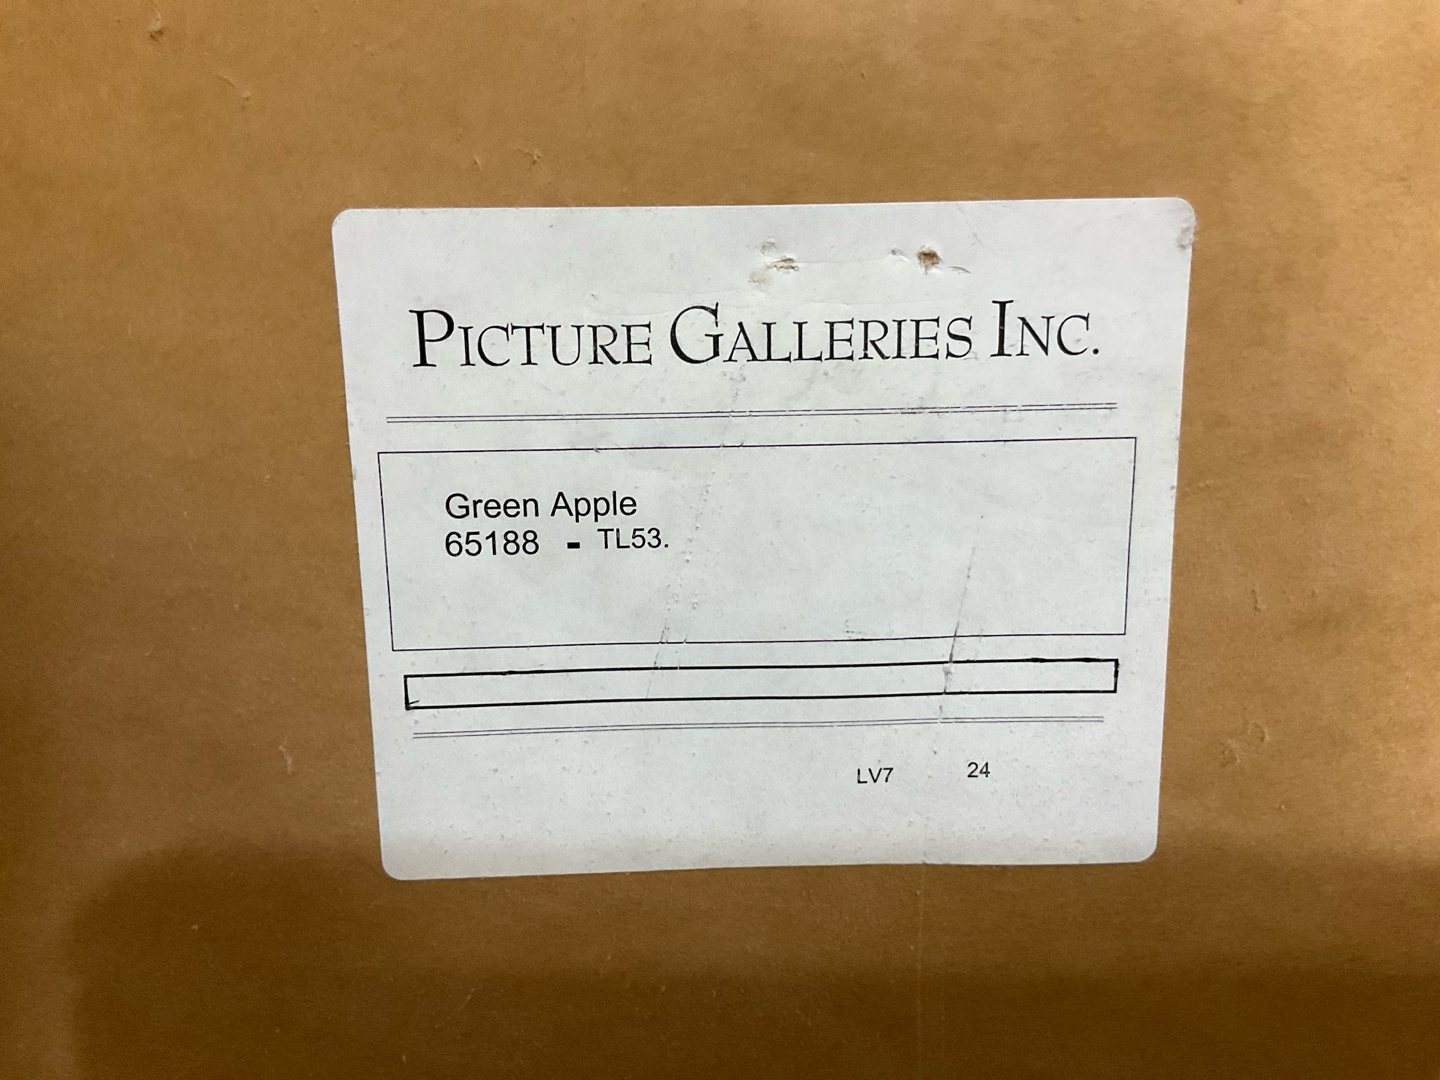 PICTURE GALLERIES INC.
Green Apple
65188 - TL53.
LV7 24